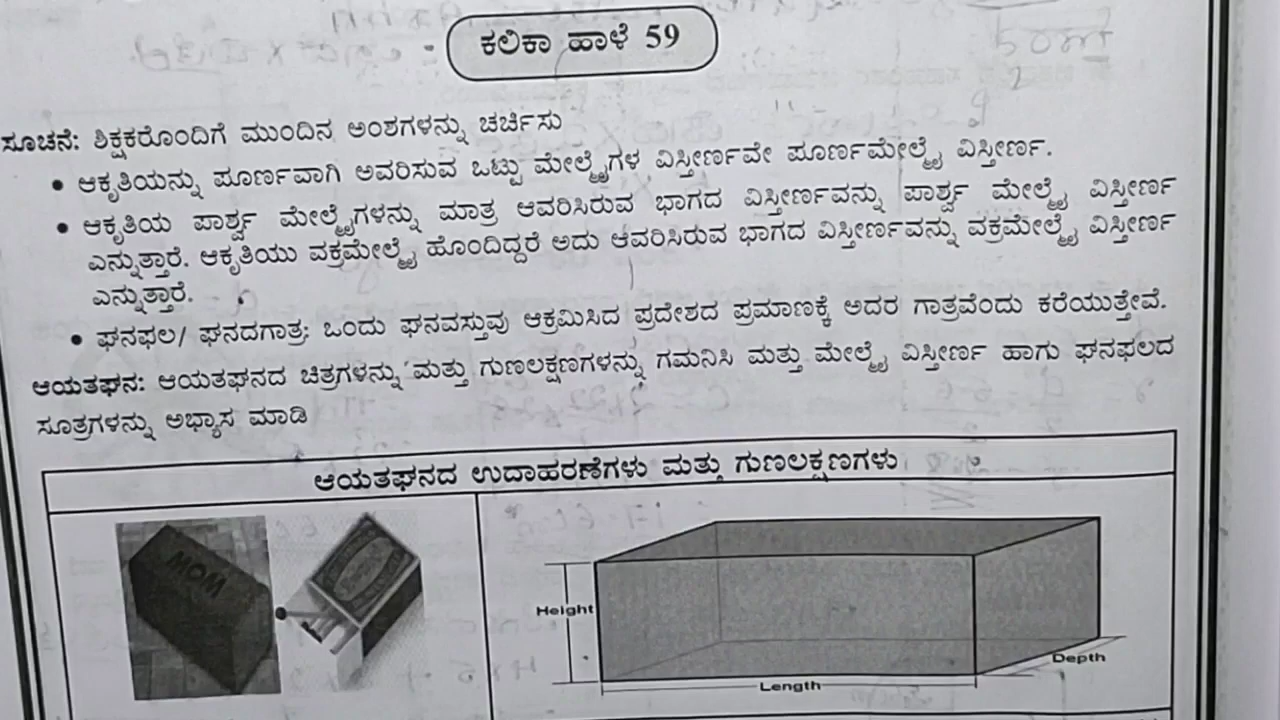 ಕಲಿಕಾ ಹಾಳೆ 59
ಸೂಚನೆ: ಶಿಕ್ಷಕರೊಂದಿಗೆ ಮುಂದಿನ ಅಂಶಗಳನ್ನು ಚರ್ಚಿಸು
• ಆಕೃತಿಯನ್ನು ಪೂರ್ಣವಾಗಿ ಅವರಿಸುವ ಒಟ್ಟು ಮೇಲ್ಮೈಗಳ ವಿಸ್ತೀರ್ಣವೇ ಪೂರ್ಣಮೇಲ್ಮೈ ವಿಸ್ತೀರ್ಣ.
• ಆಕೃತಿಯ ಪಾರ್ಶ್ವ ಮೇಲ್ಮೈಗಳನ್ನು ಮಾತ್ರ ಆವರಿಸಿರುವ ಭಾಗದ ವಿಸ್ತೀರ್ಣವನ್ನು ಪಾರ್ಶ್ವ ಮೇಲ್ಮೈ ವಿಸ್ತೀರ್ಣ
ಎನ್ನುತ್ತಾರೆ. ಆಕೃತಿಯು ವಕ್ರಮೇಲ್ಮೈ ಹೊಂದಿದ್ದರೆ ಅದು ಆವರಿಸಿರುವ ಭಾಗದ ವಿಸ್ತೀರ್ಣವನ್ನು ವಕ್ರಮೇಲ್ಮೈ ವಿಸ್ತೀರ್ಣ
ಎನ್ನುತ್ತಾರೆ.
• ಘನಫಲ/ ಘನದಗಾತ್ರ: ಒಂದು ಘನವಸ್ತುವು ಆಕ್ರಮಿಸಿದ ಪ್ರದೇಶದ ಪ್ರಮಾಣಕ್ಕೆ ಅದರ ಗಾತ್ರವೆಂದು ಕರೆಯುತ್ತೇವೆ.
ಆಯತಘನ: ಆಯತಘನದ ಚಿತ್ರಗಳನ್ನು ಮತ್ತು ಗುಣಲಕ್ಷಣಗಳನ್ನು ಗಮನಿಸಿ ಮತ್ತು ಮೇಲ್ಮೈ ವಿಸ್ತೀರ್ಣ ಹಾಗು ಘನಫಲದ
ಸೂತ್ರಗಳನ್ನು ಅಭ್ಯಾಸ ಮಾಡಿ
ಆಯತಘನದ ಉದಾಹರಣೆಗಳು ಮತ್ತು ಗುಣಲಕ್ಷಣಗಳು
WOM
Height
Depth
Length